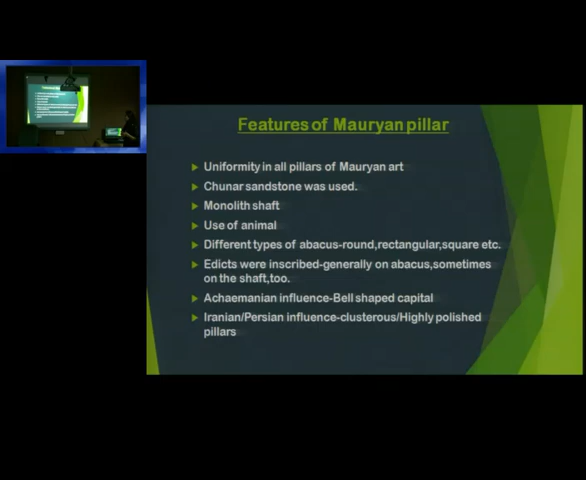 Features of Mauryan pillar
Uniformity in all pillars of Mauryan art
Chunar sandstone was used.
Monolith shaft
Use of animal
Different types of abacus-round,rectangular,square etc.
Edicts were inscribed-generally on abacus,sometimes
on the shaft,too.
Achaemanian influence-Bell shaped capital
Iranian/Persian influence-clusterous/Highly polished
pillars